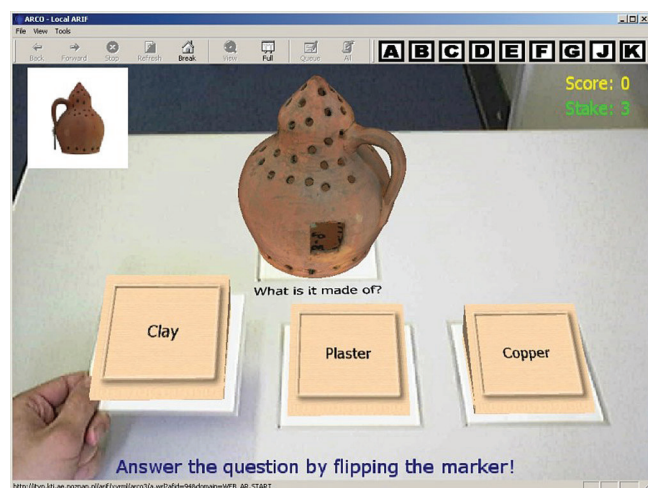 ARCO - Local ARIF
File View Tools
Back Forward Stop Refresh Break View Full Queue All
A B C D E F G J K
Score: 0
Stake: 3
What is it made of?
Clay
Plaster
Copper
Answer the question by flipping the marker!